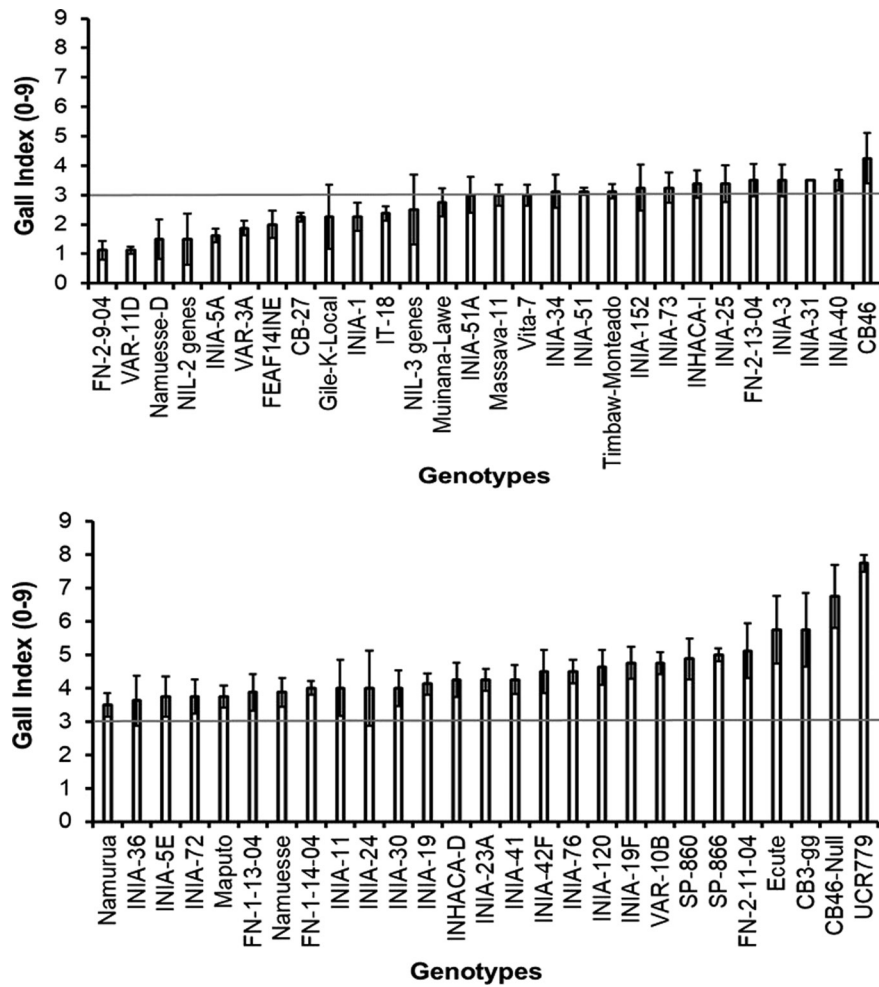 Gall Index (0-9)
9
8
7
6
5
4
3
2
1
0
FN-2-9-04
VAR-11D
Namuesse-D
NIL-2 genes
INIA-5A
VAR-3A
FEAF14INE
CB-27
Gile-K-Local
INIA-1
IT-18
NIL-3 genes
Muinana-Lawe
INIA-51A
Massava-11
Vita-7
INIA-34
INIA-51
Timbaw-Monteado
INIA-152
INIA-73
INHACA-I
INIA-25
FN-2-13-04
INIA-3
INIA-31
INIA-40
CB46
Genotypes
Gall Index (0-9)
9
8
7
6
5
4
3
2
1
0
Namurua
INIA-36
INIA-5E
INIA-72
Maputo
FN-1-13-04
Namuesse
FN-1-14-04
INIA-11
INIA-24
INIA-30
INIA-19
INHACA-D
INIA-23A
INIA-41
INIA-42F
INIA-76
INIA-120
INIA-19F
VAR-10B
SP-860
SP-866
FN-2-11-04
Ecute
CB3-gg
CB46-Null
UCR779
Genotypes